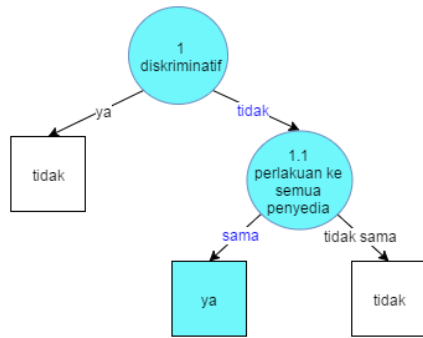 1
diskriminatif
ya
tidak
tidak
1.1
perlakuan ke
semua
penyedia
sama
tidak sama
ya
tidak